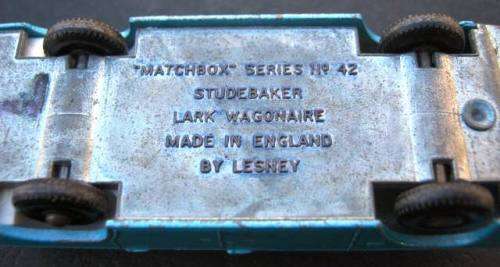 "MATCHBOX" SERIES Nº 42
STUDEBAKER
LARK WAGONAIRE
MADE IN ENGLAND
BY LESNEY